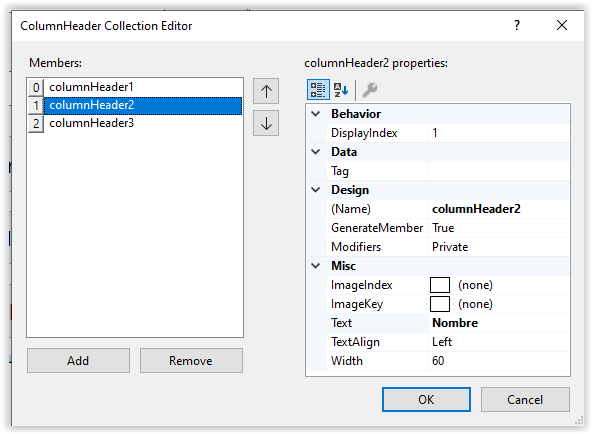 ColumnHeader Collection Editor
?
Members:
0 columnHeader1
1 columnHeader2
2 columnHeader3
Add
Remove
columnHeader2 properties:
Behavior
DisplayIndex 1
Data
Tag
Design
(Name) columnHeader2
GenerateMember True
Modifiers Private
Misc
ImageIndex (none)
ImageKey (none)
Text Nombre
TextAlign Left
Width 60
OK
Cancel